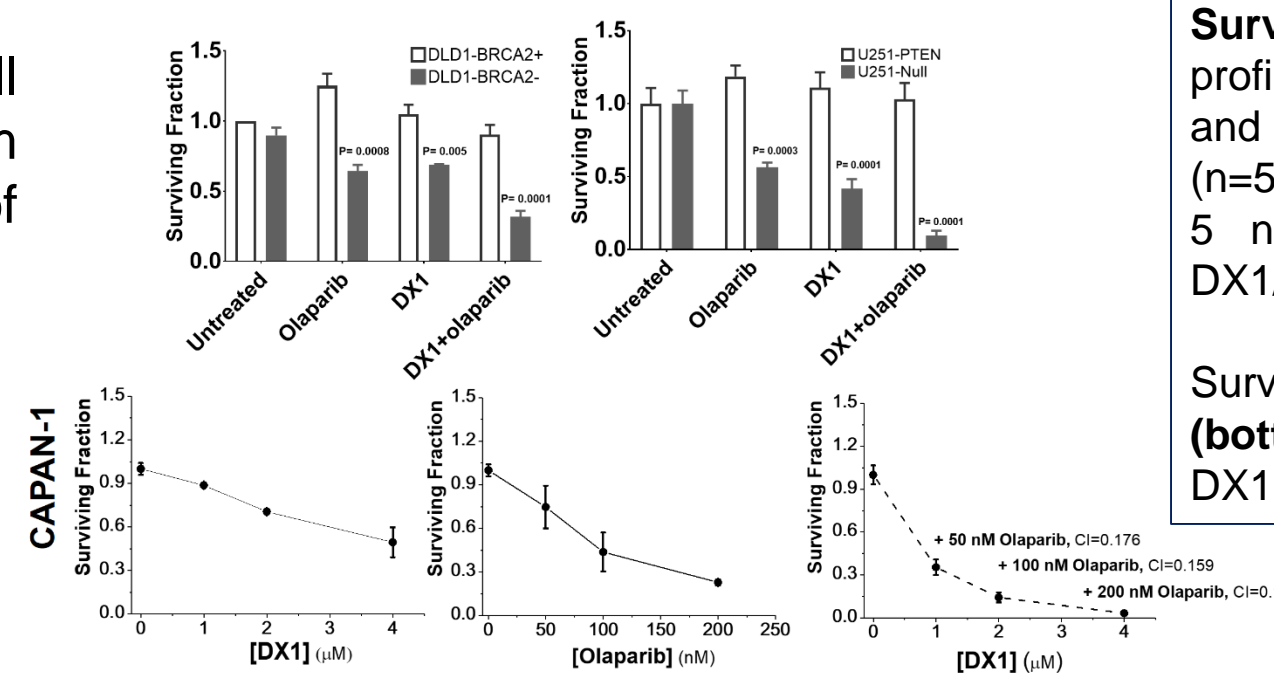 ll
n
of
1.5
1.0
0.5
0.0
Surviving Fraction
DLD1-BRCA2+
DLD1-BRCA2-
P= 0.0008
P= 0.005
P= 0.0001
Untreated
Olaparib
DX1
DX1+olaparib
1.5
1.0
0.5
0.0
Surviving Fraction
U251-PTEN
U251-Null
P= 0.0003
P= 0.0001
P= 0.0001
Untreated
Olaparib
DX1
DX1+olaparib
Surv
profi
and
(n=5
5 n
DX1
Surv
(bott
DX1
CAPAN-1
Surviving Fraction
1.5
1.2
0.9
0.6
0.3
0.0
0 1 2 3 4
[DX1] (μM)
Surviving Fraction
1.5
1.2
0.9
0.6
0.3
0.0
0 50 100 150 200 250
[Olaparib] (nM)
Surviving Fraction
1.5
1.2
0.9
0.6
0.3
0.0
+ 50 nM Olaparib, CI=0.176
+ 100 nM Olaparib, CI=0.159
+ 200 nM Olaparib, CI=0.
0 1 2 3 4
[DX1] (μM)